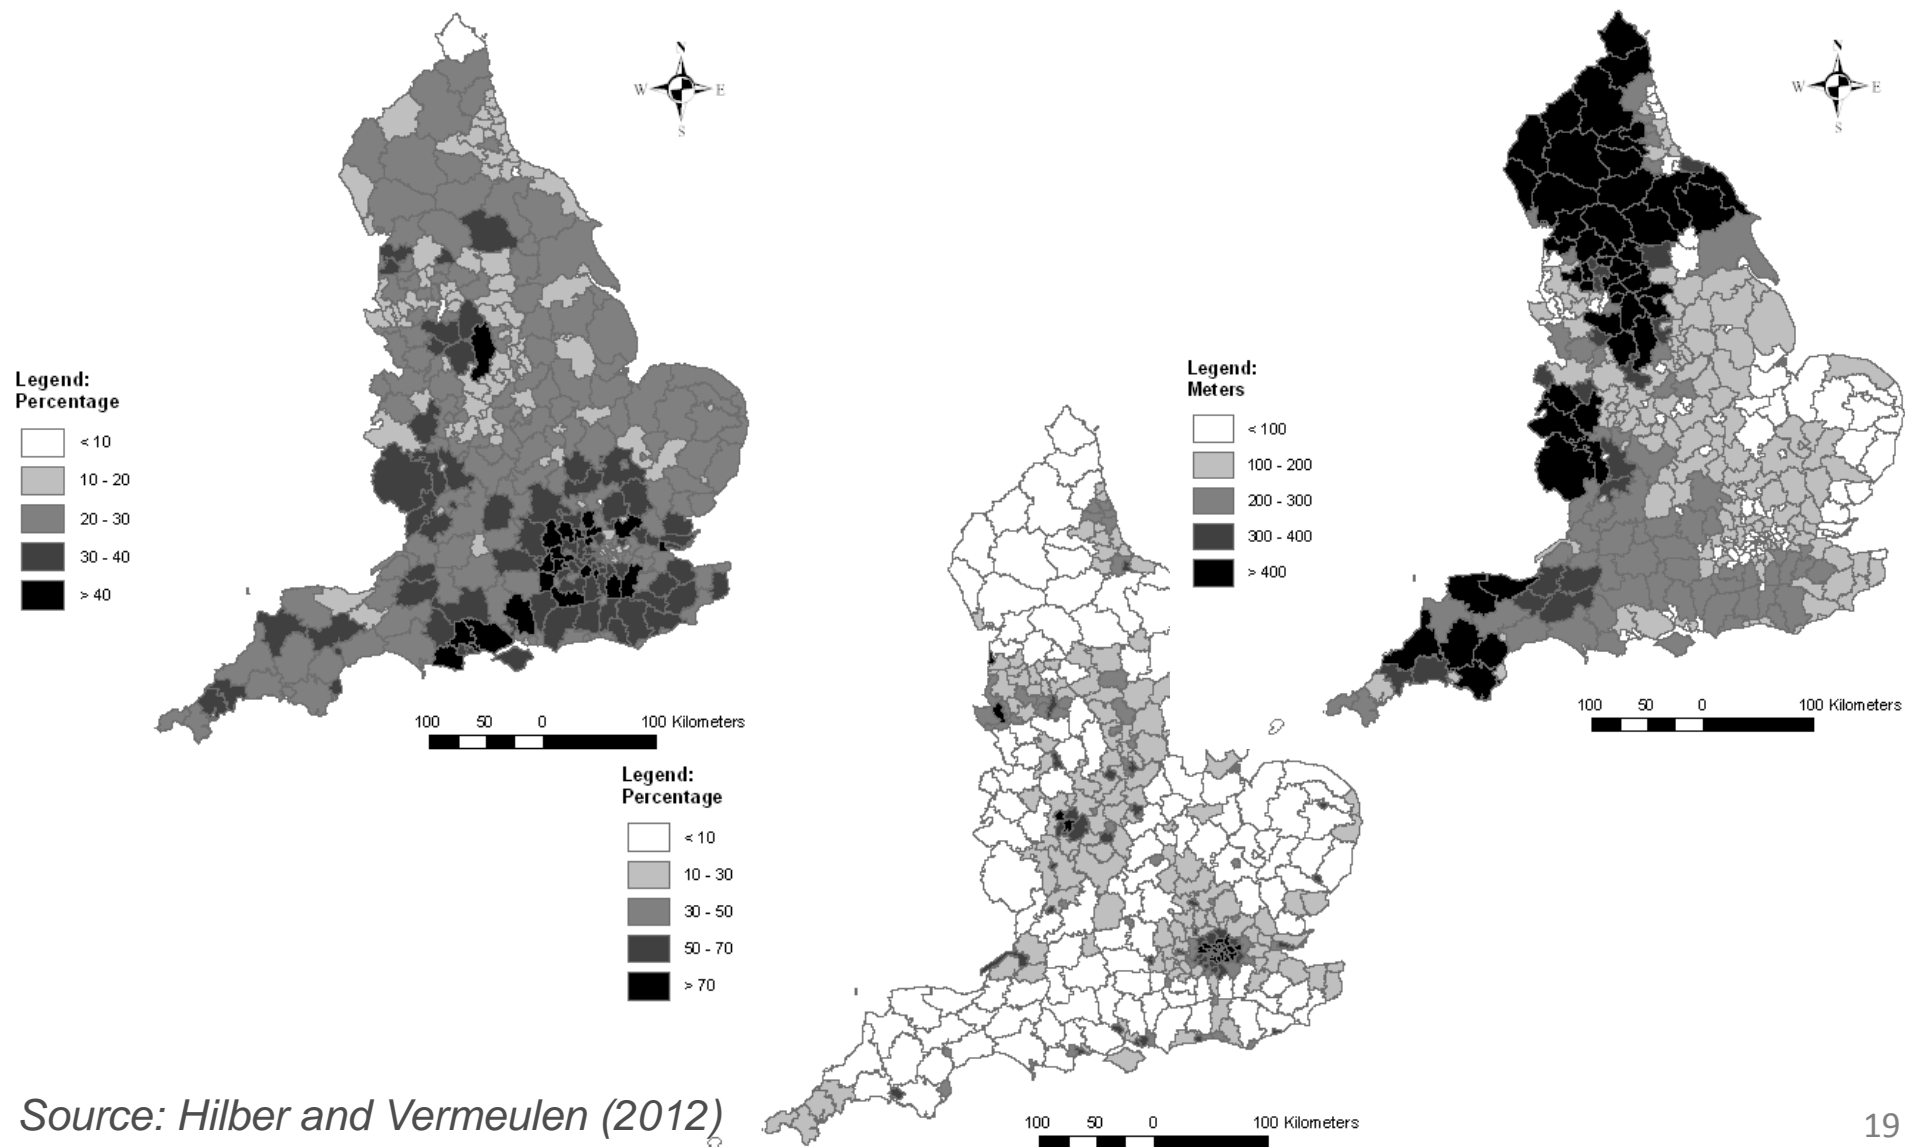 N
W E
S
Legend:
Percentage
< 10
10 - 20
20 - 30
30 - 40
> 40
100 50 0 100 Kilometers
N
W E
S
Legend:
Meters
< 100
100 - 200
200 - 300
300 - 400
> 400
100 50 0 100 Kilometers
Legend:
Percentage
< 10
10 - 30
30 - 50
50 - 70
> 70
100 50 0 100 Kilometers
Source: Hilber and Vermeulen (2012)
19